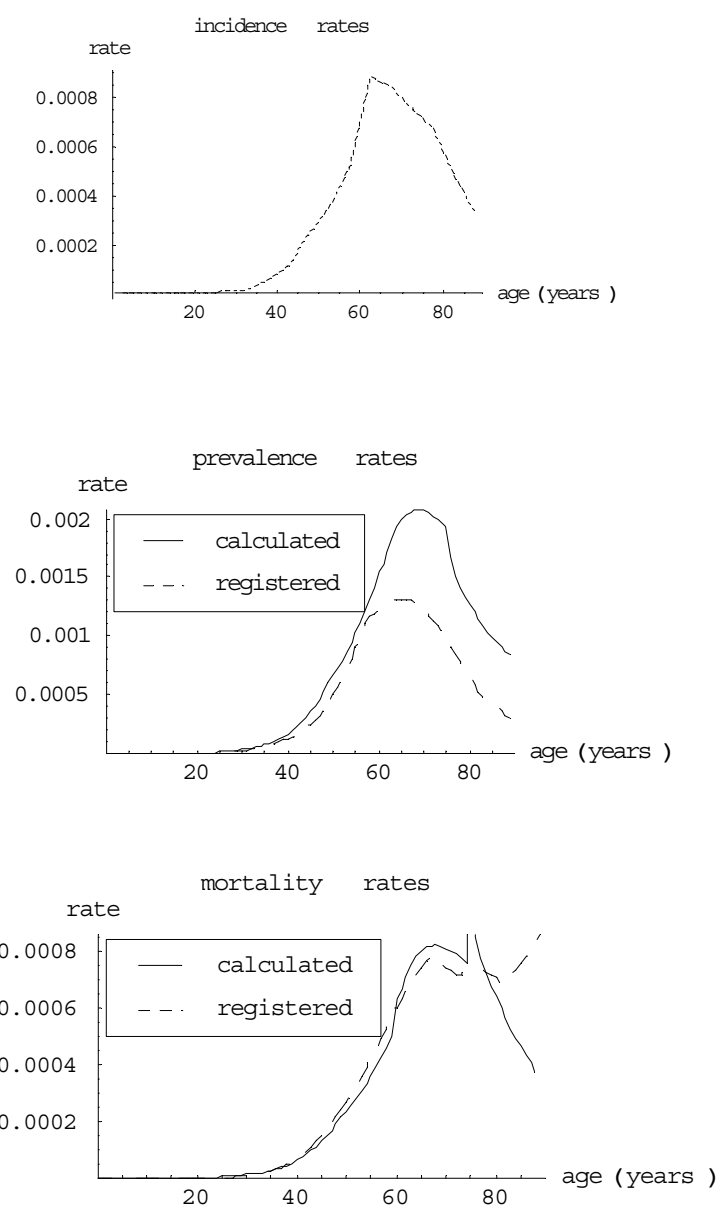 incidence rates
rate
0.0008
0.0006
0.0004
0.0002
20 40 60 80
age (years )
prevalence rates
rate
0.002
0.0015
0.001
0.0005
calculated
registered
20 40 60 80
age (years )
mortality rates
rate
0.0008
0.0006
0.0004
0.0002
calculated
registered
20 40 60 80
age (years )